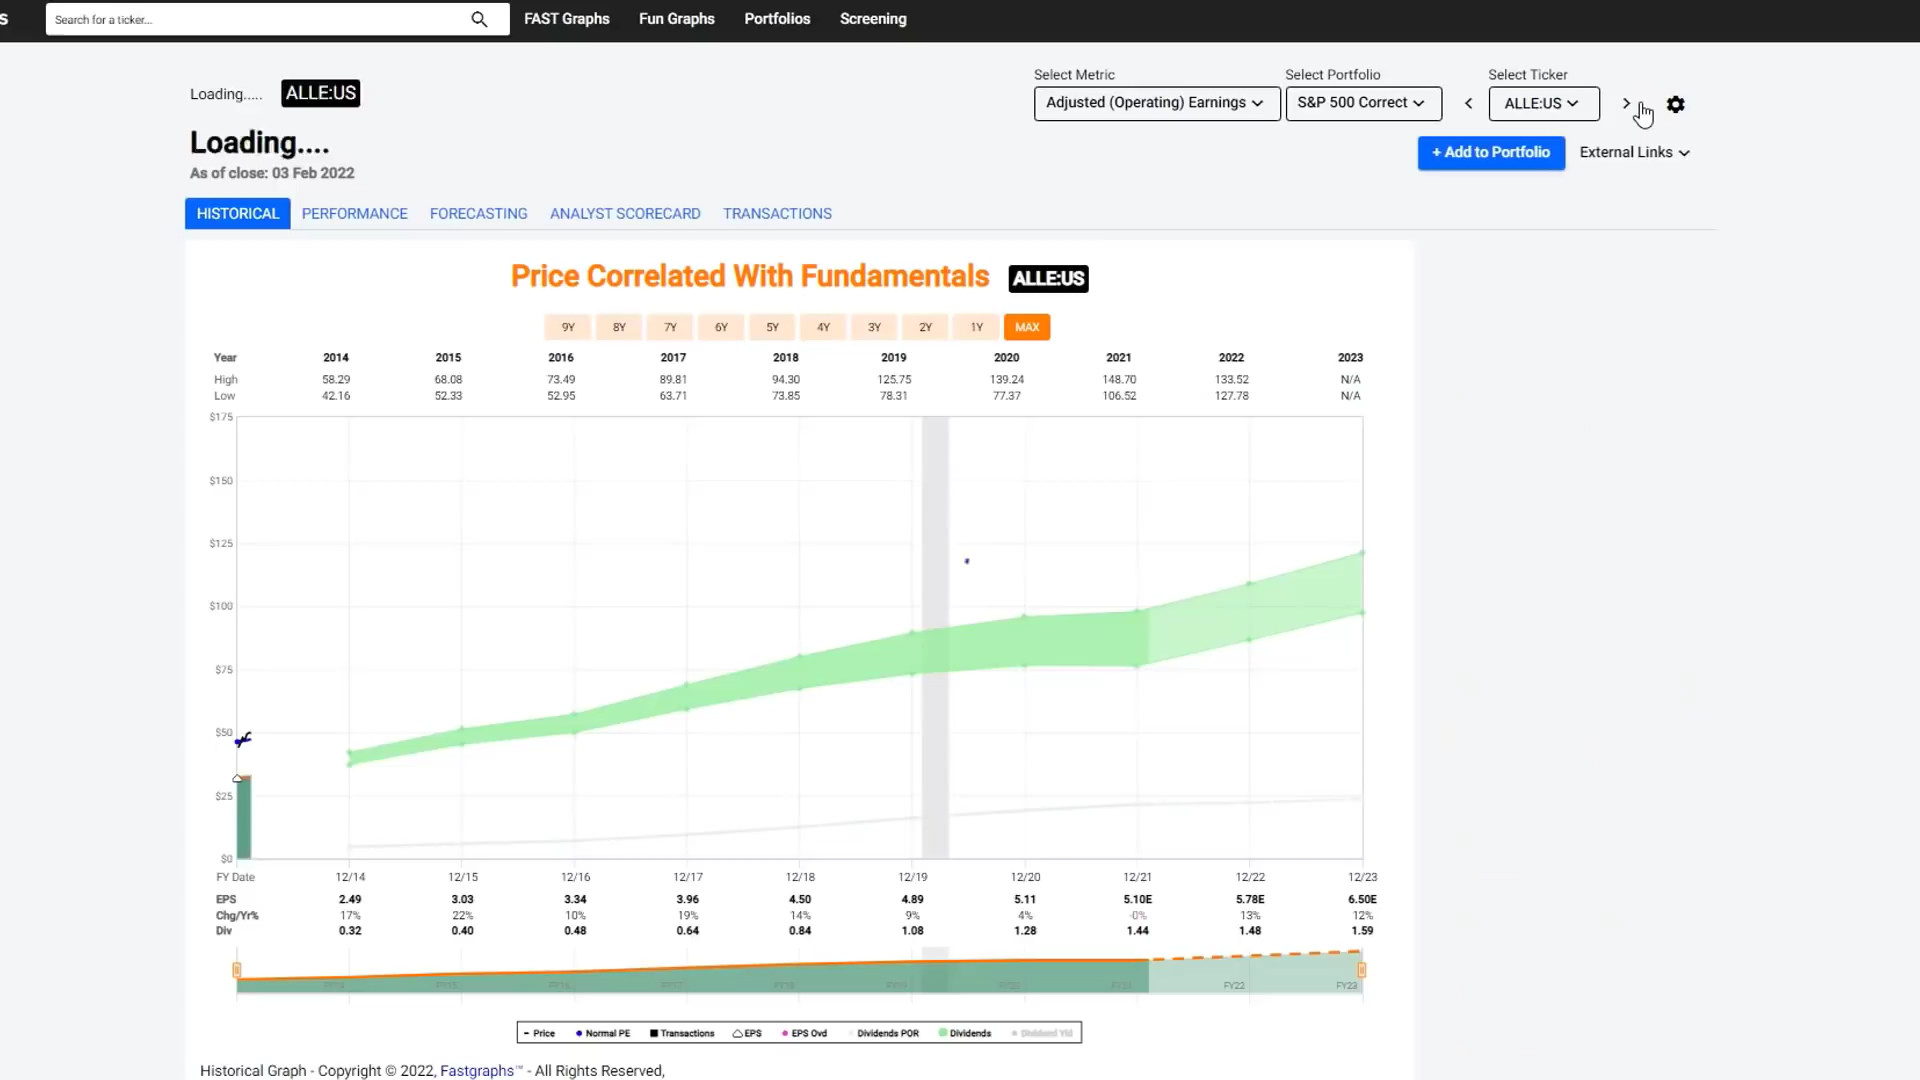 s Search for a ticker... FAST Graphs Fun Graphs Portfolios Screening
Select Metric Select Portfolio Select Ticker
Loading..... ALLE:US Adjusted (Operating) Earnings S&P 500 Correct < ALLE:US >
Loading....
+ Add to Portfolio External Links
As of close: 03 Feb 2022
HISTORICAL PERFORMANCE FORECASTING ANALYST SCORECARD TRANSACTIONS
Price Correlated With Fundamentals ALLE:US
9Y 8Y 7Y 6Y 5Y 4Y 3Y 2Y 1Y MAX
Year 2014 2015 2016 2017 2018 2019 2020 2021 2022 2023
High 58.29 68.08 73.49 89.81 94.30 125.75 139.24 148.70 133.52 N/A
Low 42.16 52.33 52.95 63.71 73.85 78.31 77.37 106.52 127.78 N/A
$175
$150
$125
$100
$75
$50
$25
$0
FY Date 12/14 12/15 12/16 12/17 12/18 12/19 12/20 12/21 12/22 12/23
EPS 2.49 3.03 3.34 3.96 4.50 4.89 5.11 5.10E 5.78E 6.50E
Chg/Yr% 17% 22% 10% 19% 14% 9% 4% -0% 13% 12%
Div 0.32 0.40 0.48 0.64 0.84 1.08 1.28 1.44 1.48 1.59
FY14 FY15 FY16 FY17 FY18 FY19 FY20 FY21 FY22 FY23
Price Normal PE Transactions EPS EPS Ovd Dividends POR Dividends Dividend Yld
Historical Graph - Copyright © 2022, Fastgraphs™ - All Rights Reserved,